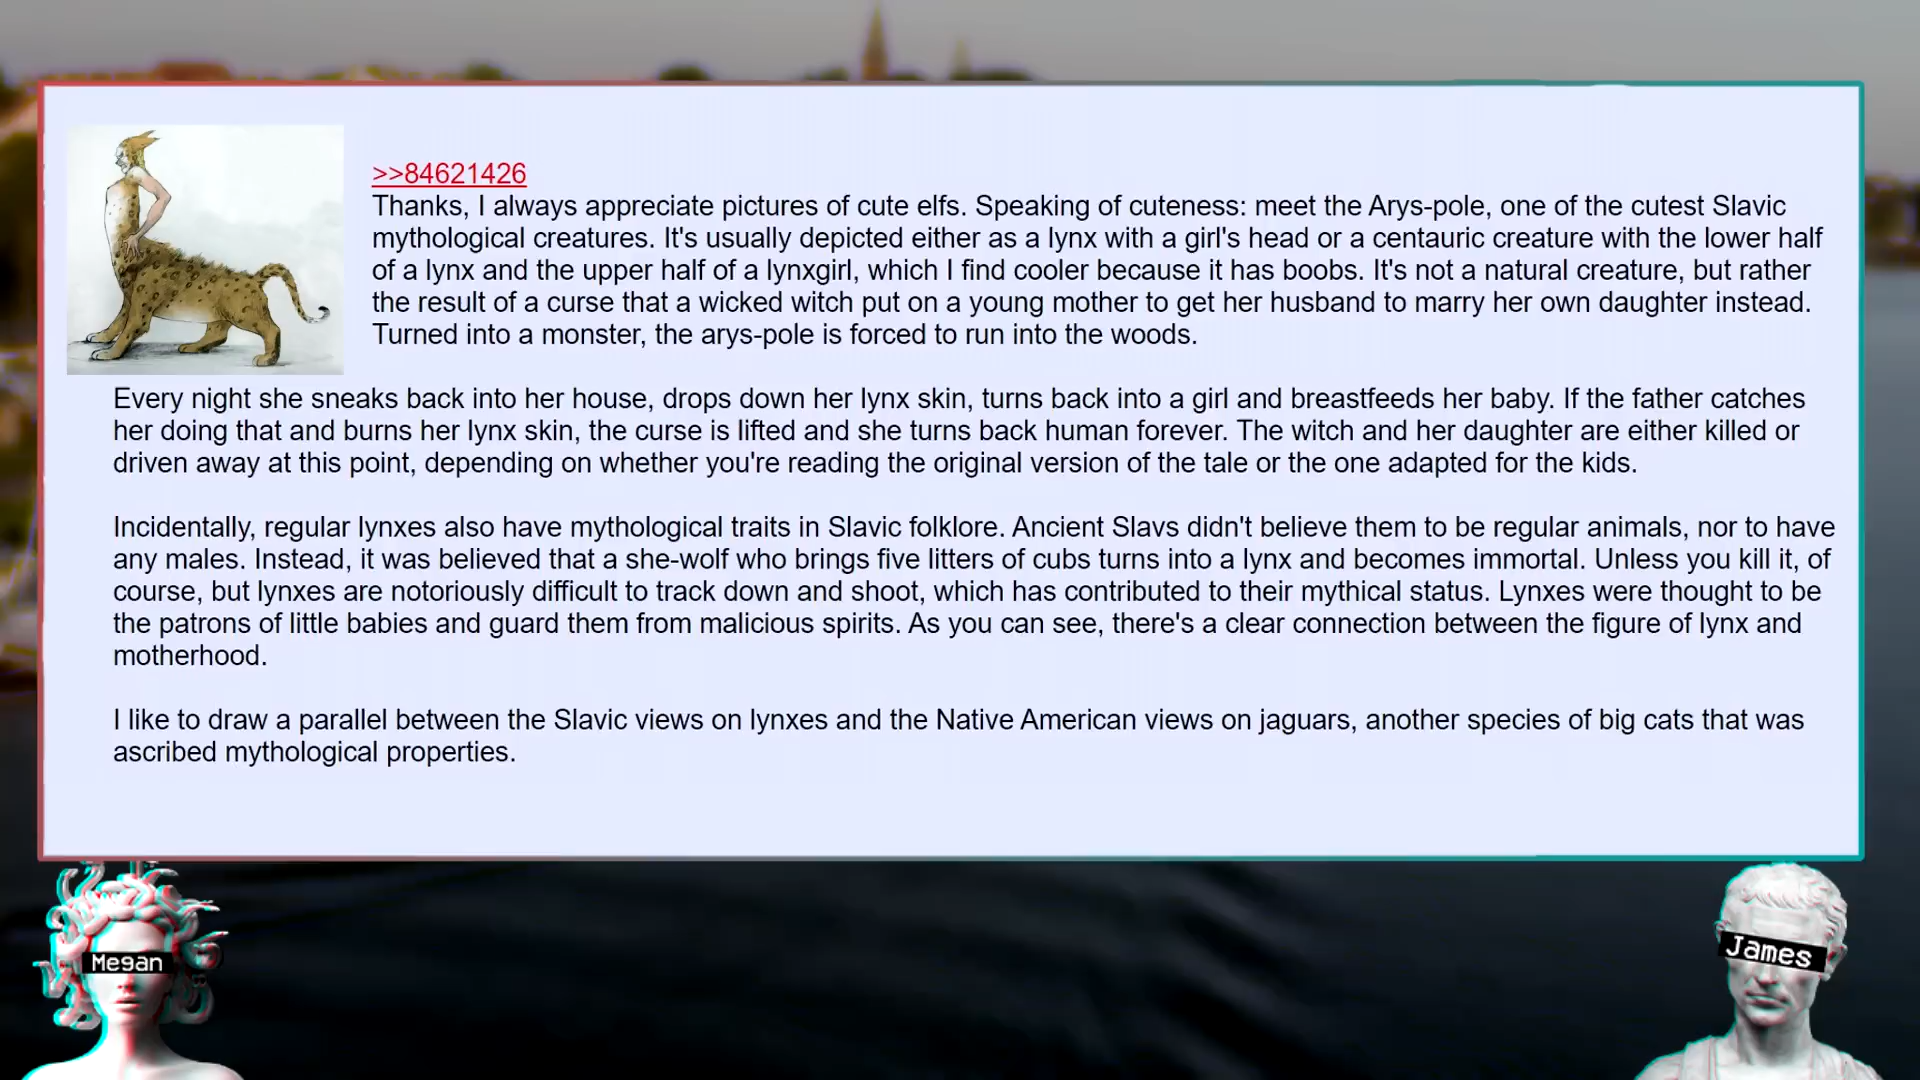 >>84621426
Thanks, I always appreciate pictures of cute elfs. Speaking of cuteness: meet the Arys-pole, one of the cutest Slavic
mythological creatures. It's usually depicted either as a lynx with a girl's head or a centauric creature with the lower half
of a lynx and the upper half of a lynxgirl, which I find cooler because it has boobs. It's not a natural creature, but rather
the result of a curse that a wicked witch put on a young mother to get her husband to marry her own daughter instead.
Turned into a monster, the arys-pole is forced to run into the woods.
Every night she sneaks back into her house, drops down her lynx skin, turns back into a girl and breastfeeds her baby. If the father catches
her doing that and burns her lynx skin, the curse is lifted and she turns back human forever. The witch and her daughter are either killed or
driven away at this point, depending on whether you're reading the original version of the tale or the one adapted for the kids.
Incidentally, regular lynxes also have mythological traits in Slavic folklore. Ancient Slavs didn't believe them to be regular animals, nor to have
any males. Instead, it was believed that a she-wolf who brings five litters of cubs turns into a lynx and becomes immortal. Unless you kill it, of
course, but lynxes are notoriously difficult to track down and shoot, which has contributed to their mythical status. Lynxes were thought to be
the patrons of little babies and guard them from malicious spirits. As you can see, there's a clear connection between the figure of lynx and
motherhood.
I like to draw a parallel between the Slavic views on lynxes and the Native American views on jaguars, another species of big cats that was
ascribed mythological properties.
Megan
James